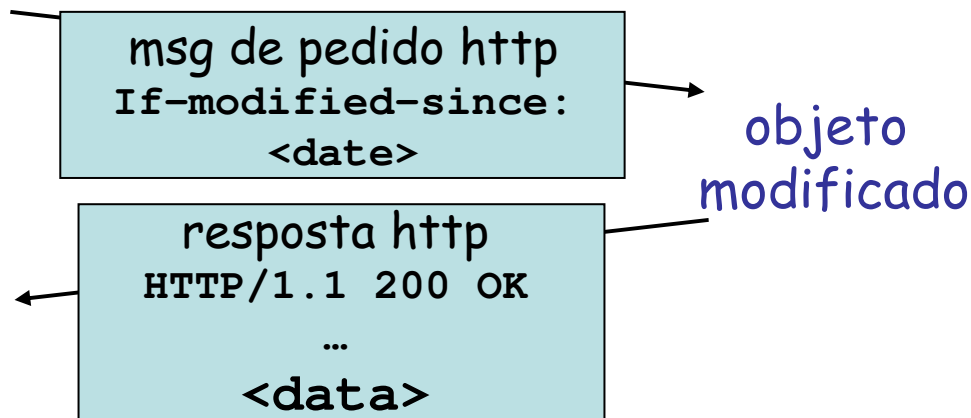 msg de pedido http
If-modified-since:
<date>
objeto
modificado
resposta http
HTTP/1.1 200 OK
…
<data>